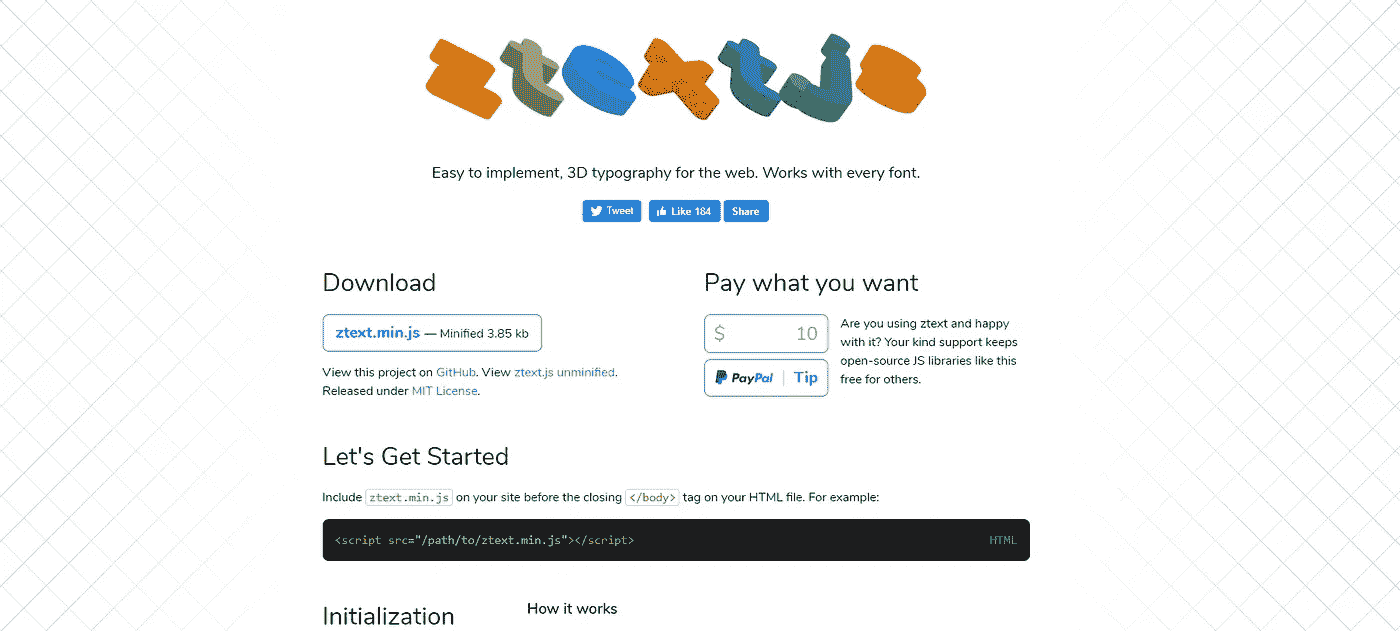 ztextjs
Easy to implement, 3D typography for the web. Works with every font.
Tweet Like 184 Share
Download
ztext.min.js — Minified 3.85 kb
View this project on GitHub. View ztext.js unminified.
Released under MIT License.
Pay what you want
$ 10
PayPal | Tip
Are you using ztext and happy
with it? Your kind support keeps
open-source JS libraries like this
free for others.
Let's Get Started
Include ztext.min.js on your site before the closing </body> tag on your HTML file. For example:
<script src="/path/to/ztext.min.js"></script> HTML
Initialization
How it works